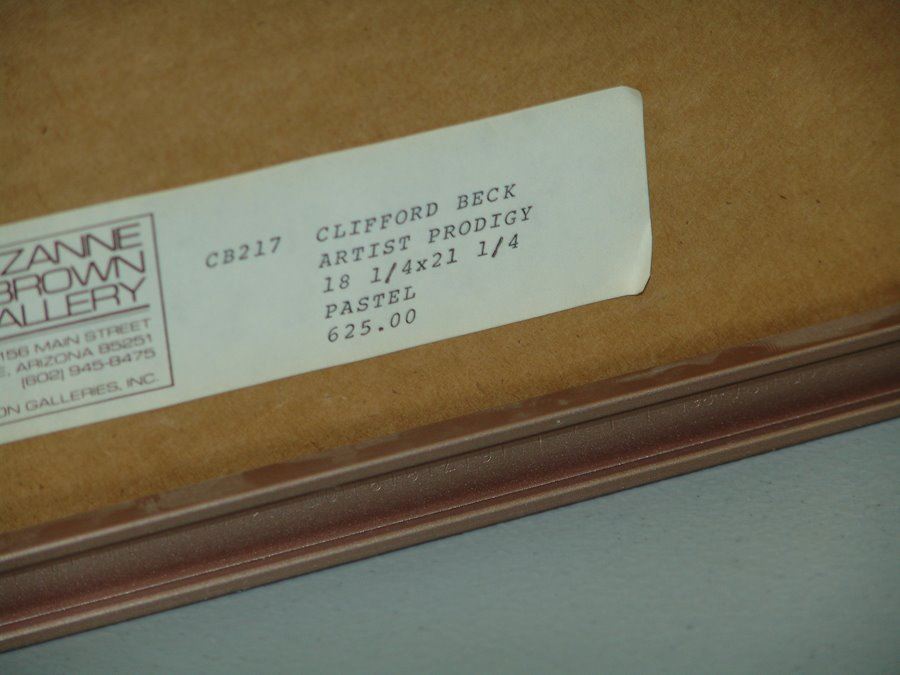 ZANNE
BROWN
ALLERY
156 MAIN STREET
E, ARIZONA 85251
(602) 945-8475
ON GALLERIES, INC.
CB217 CLIFFORD BECK
ARTIST PRODIGY
18 1/4x21 1/4
PASTEL
625.00